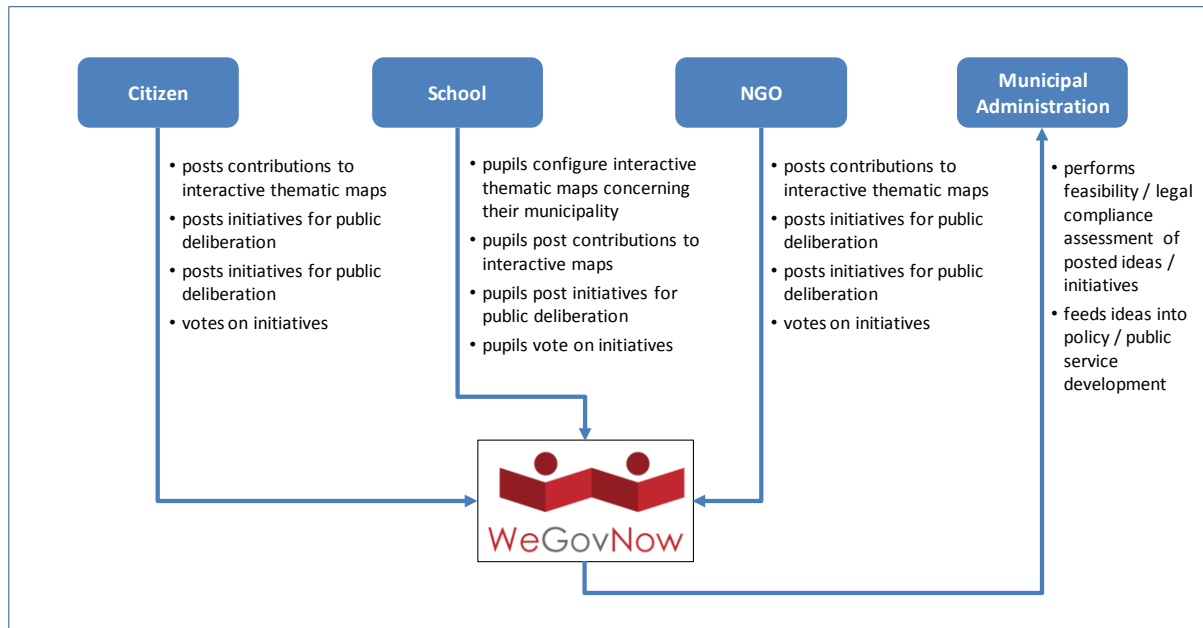 Citizen
• posts contributions to
interactive thematic maps
• posts initiatives for public
deliberation
• posts initiatives for public
deliberation
• votes on initiatives
School
• pupils configure interactive
thematic maps concerning
their municipality
• pupils post contributions to
interactive maps
• pupils post initiatives for
public deliberation
• pupils vote on initiatives
NGO
• posts contributions to
interactive thematic maps
• posts initiatives for public
deliberation
• posts initiatives for public
deliberation
• votes on initiatives
Municipal
Administration
• performs
feasibility / legal
compliance
assessment of
posted ideas /
initiatives
• feeds ideas into
policy / public
service
development
WeGovNow